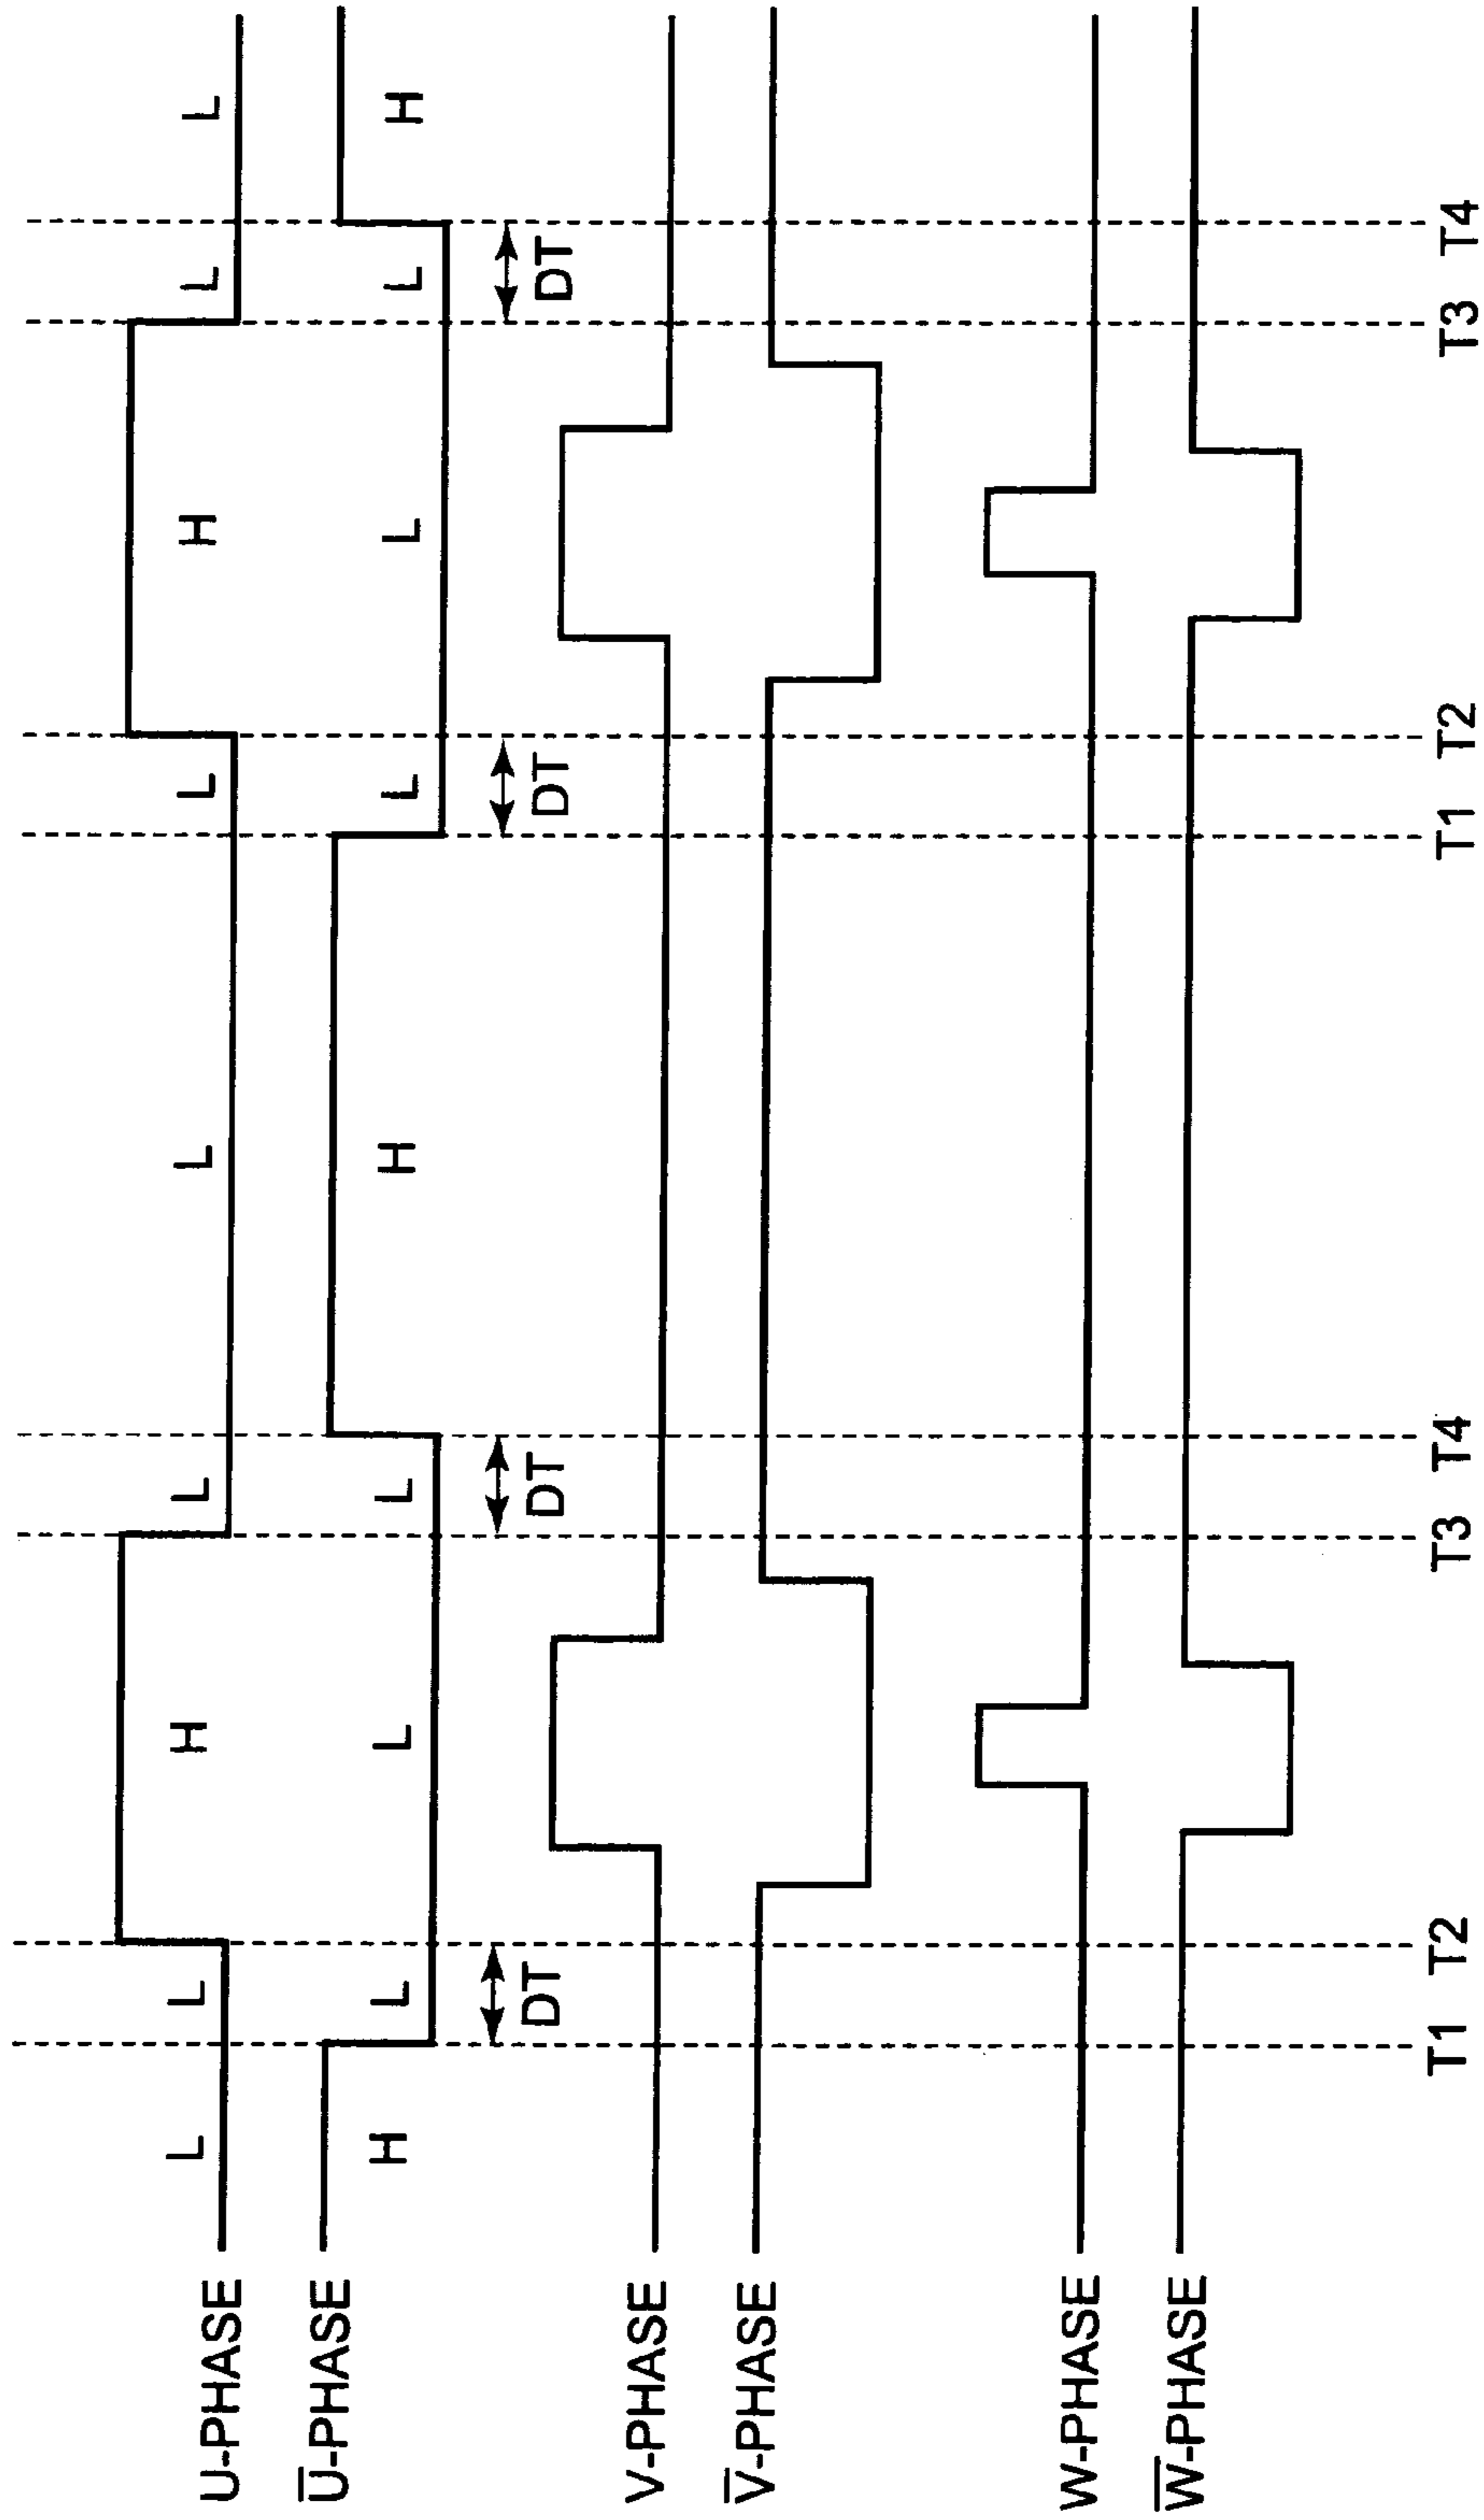 U-PHASE L L H L L L H L L
U̅-PHASE H L L L H L L L H
DT DT DT DT
V-PHASE
V̅-PHASE
W-PHASE
W̅-PHASE
T1 T2 T3 T4 T1 T2 T3 T4